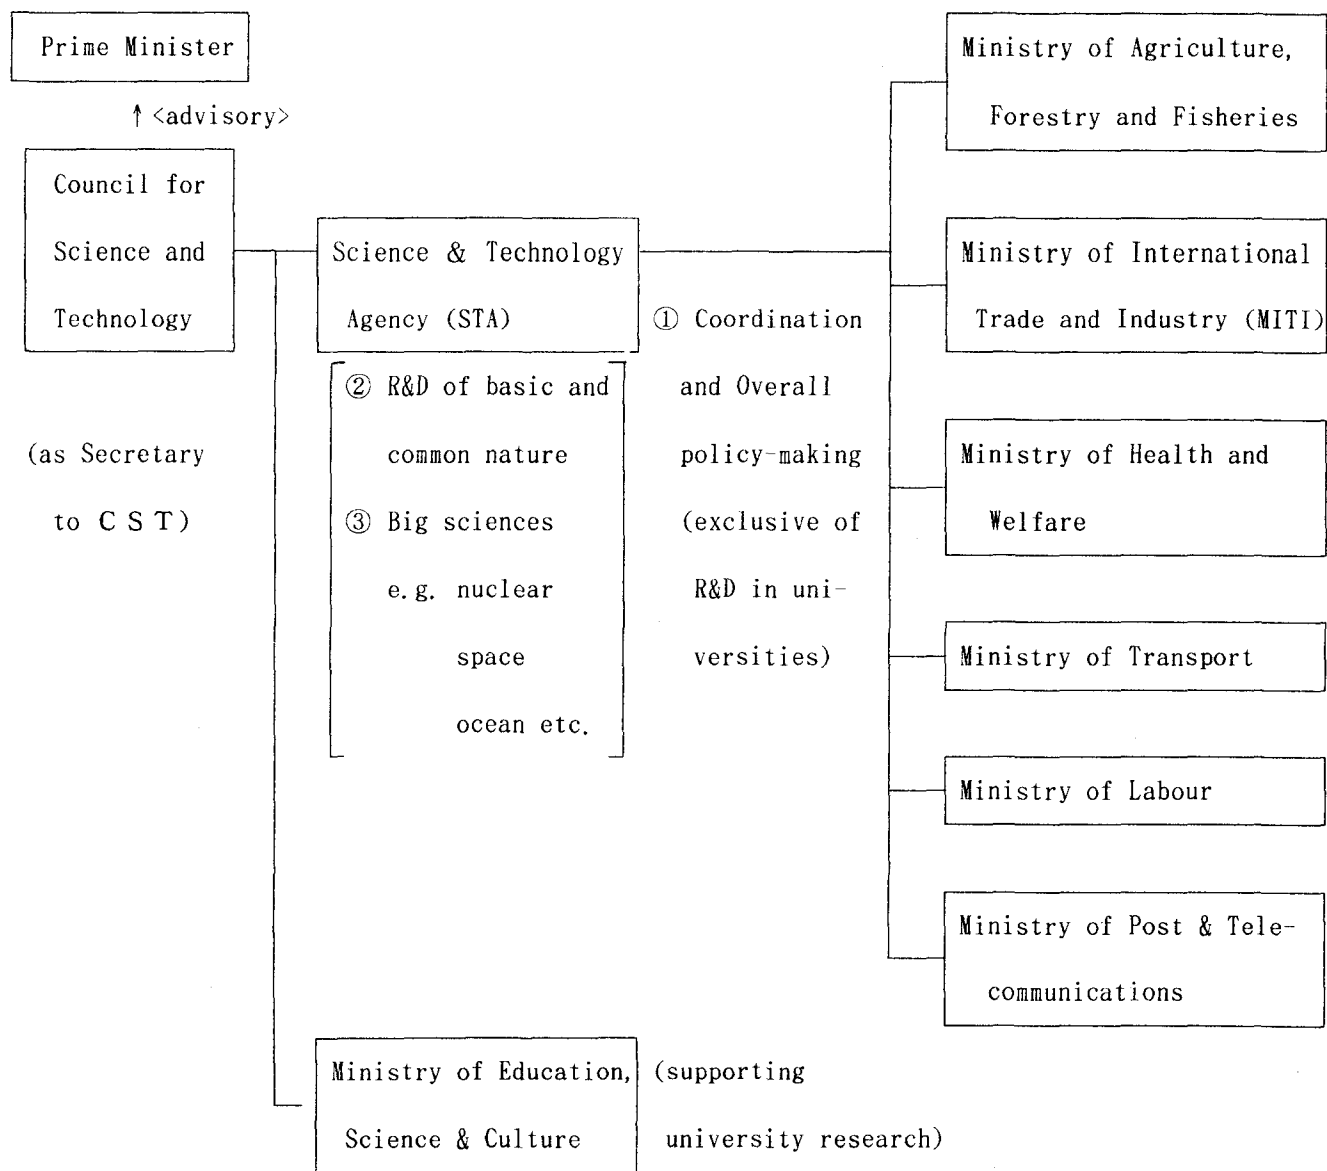 Prime Minister
↑ <advisory>
Council for
Science and
Technology
(as Secretary
to CST)
Science & Technology
Agency (STA)
② R&D of basic and
common nature
③ Big sciences
e.g. nuclear
space
ocean etc.
① Coordination
and Overall
policy-making
(exclusive of
R&D in uni-
versities)
Ministry of Agriculture,
Forestry and Fisheries
Ministry of International
Trade and Industry (MITI)
Ministry of Health and
Welfare
Ministry of Transport
Ministry of Labour
Ministry of Post & Tele-
communications
Ministry of Education,
Science & Culture
(supporting
university research)